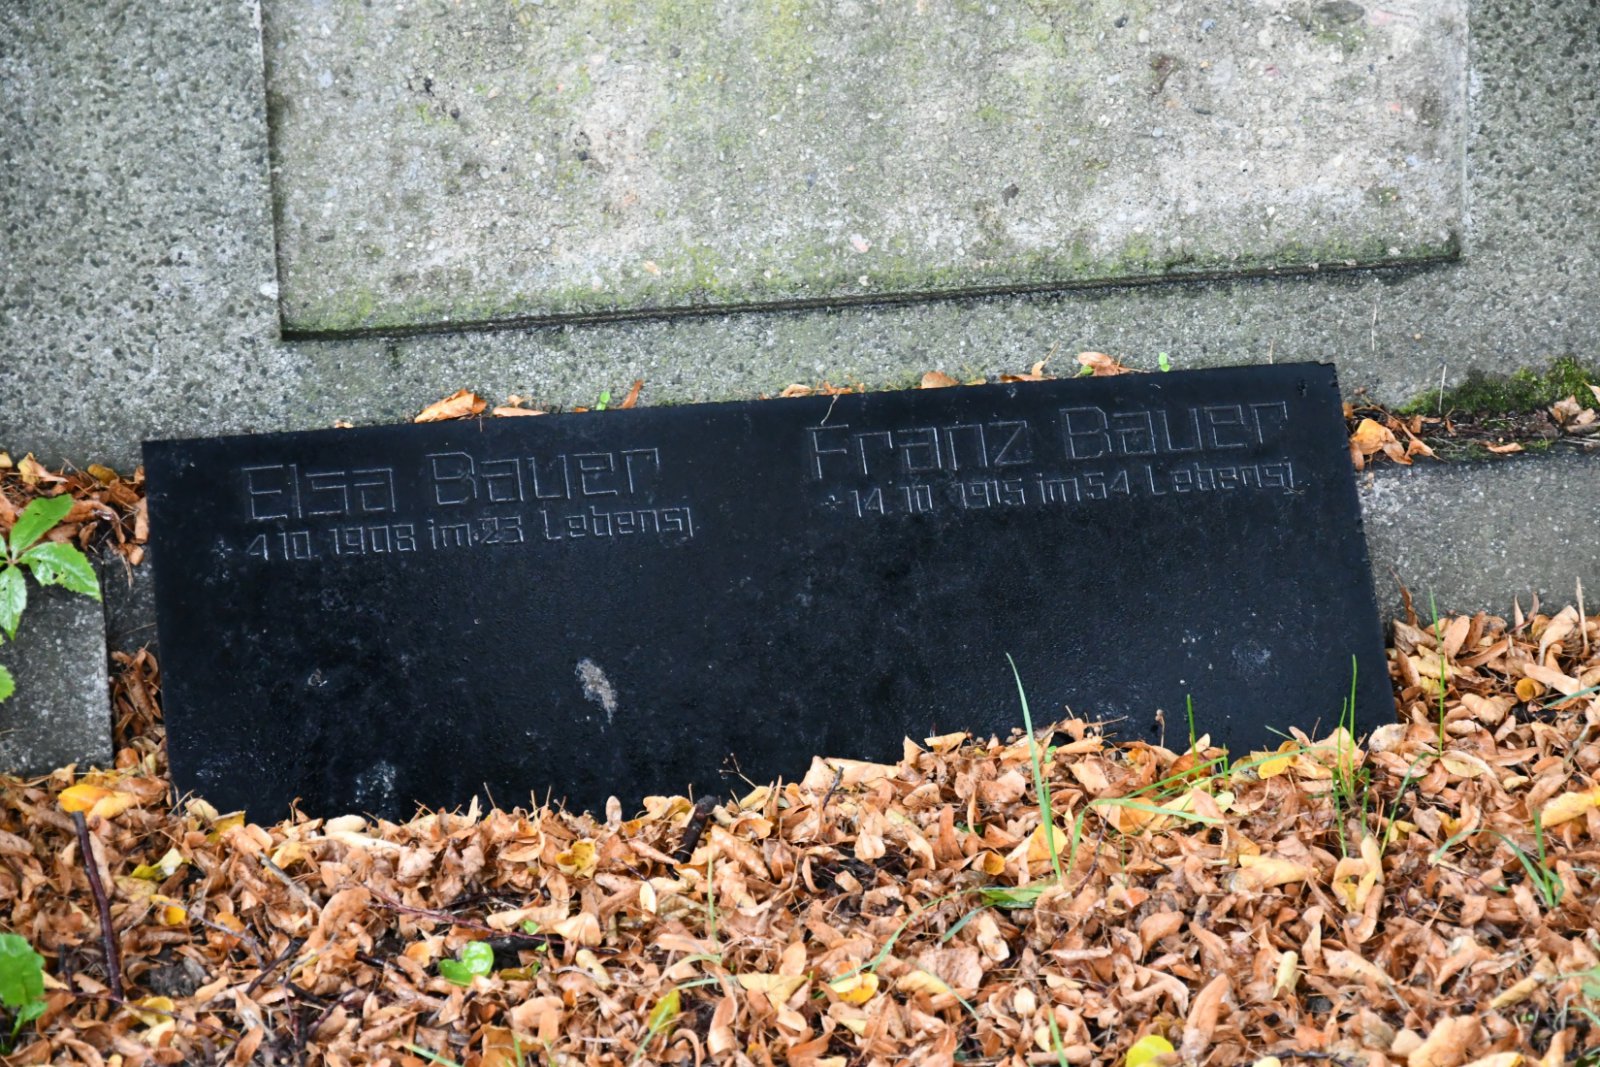 Elsa Bauer
+ 4.10.1908 im 23. Lebensj.
Franz Bauer
+ 14.10.1915 im 54. Lebensj.